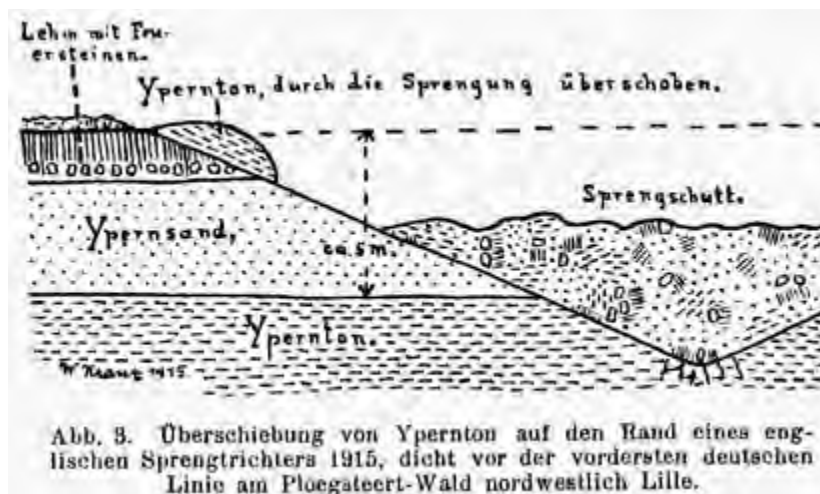 Lehm mit Feu-
ersteinen.
Ypernton, durch die Sprengung überschoben.
Sprengschutt.
Ypernsand,
ca 5 m.
Ypernton.
W Kranz 1915
Abb. 3. Überschiebung von Ypernton auf den Rand eines eng-
lischen Sprengtrichters 1915, dicht vor der vordersten deutschen
Linie am Ploegsteert-Wald nordwestlich Lille.